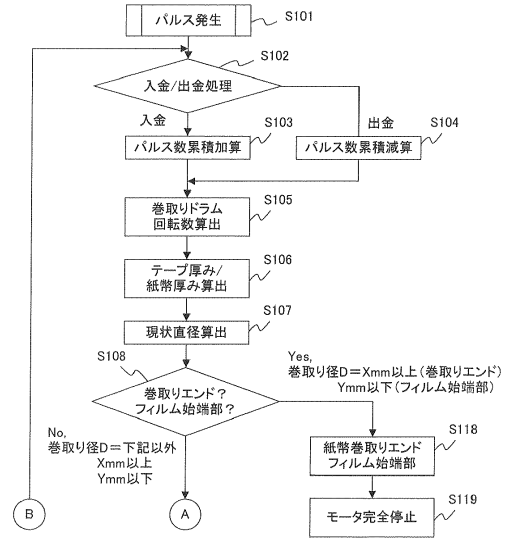 パルス発生
S101
S102
入金/出金処理
入金
出金
S103
S104
パルス数累積加算
パルス数累積減算
S105
巻取りドラム
回転数算出
S106
テープ厚み/
紙幣厚み算出
S107
現状直径算出
S108
巻取りエンド?
フィルム始端部?
Yes,
巻取り径D=Xmm以上(巻取りエンド)
Ymm以下(フィルム始端部)
No,
巻取り径D=下記以外
Xmm以上
Ymm以下
S118
紙幣巻取りエンド
フィルム始端部
S119
モータ完全停止
B
A